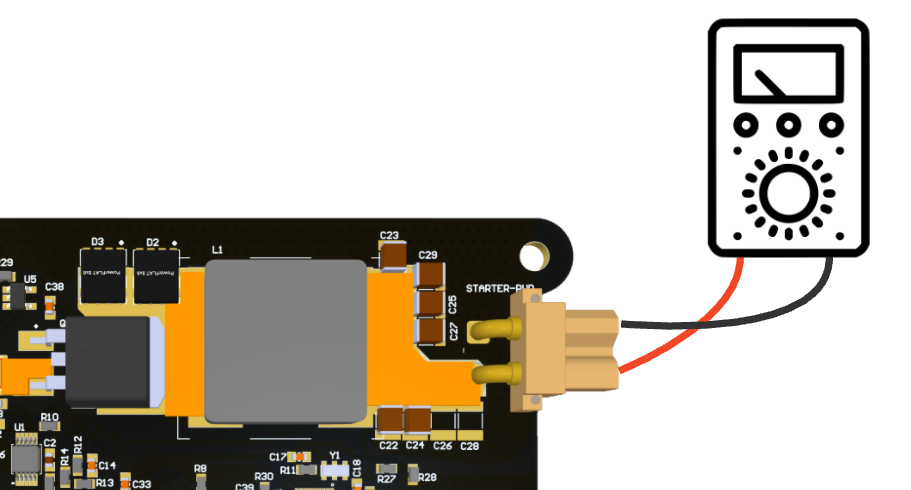 D3
D2
L1
C23
C29
C25
C27
STARTER-PWR
29
U5
C38
Q
PowerFLAT 5x6
PowerFLAT 5x6
R10
U1
6
C2
R14
R12
C14
R13
C33
R8
C39
R30
C17
R11
Y1
C18
R27
R28
C22
C24
C26
C28